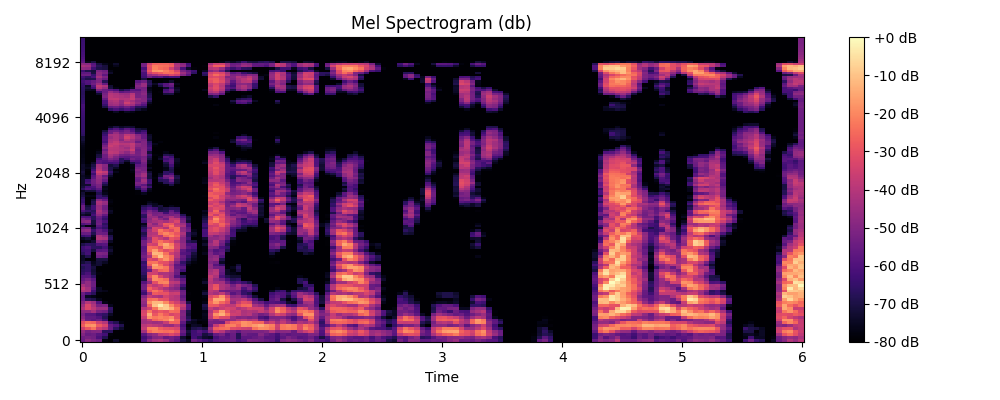 Mel Spectrogram (db)
8192
4096
2048
1024
512
0
Hz
0 1 2 3 4 5 6
Time
+0 dB
-10 dB
-20 dB
-30 dB
-40 dB
-50 dB
-60 dB
-70 dB
-80 dB